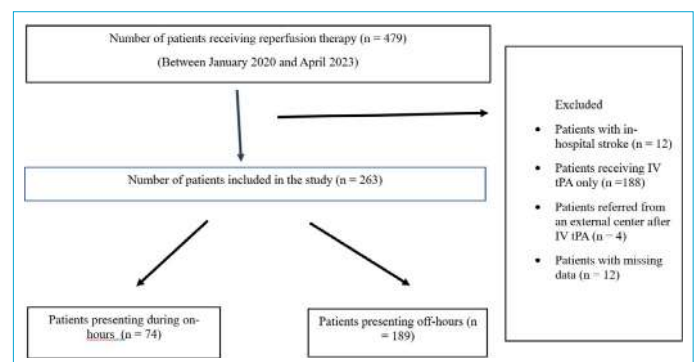 Number of patients receiving reperfusion therapy (n = 479)
(Between January 2020 and April 2023)
Excluded
• Patients with in-
hospital stroke (n = 12)
• Patients receiving IV
tPA only (n =188)
• Patients referred from
an external center after
IV tPA (n = 4)
• Patients with missing
data (n = 12)
Number of patients included in the study (n = 263)
Patients presenting during on-
hours (n = 74)
Patients presenting off-hours (n
= 189)